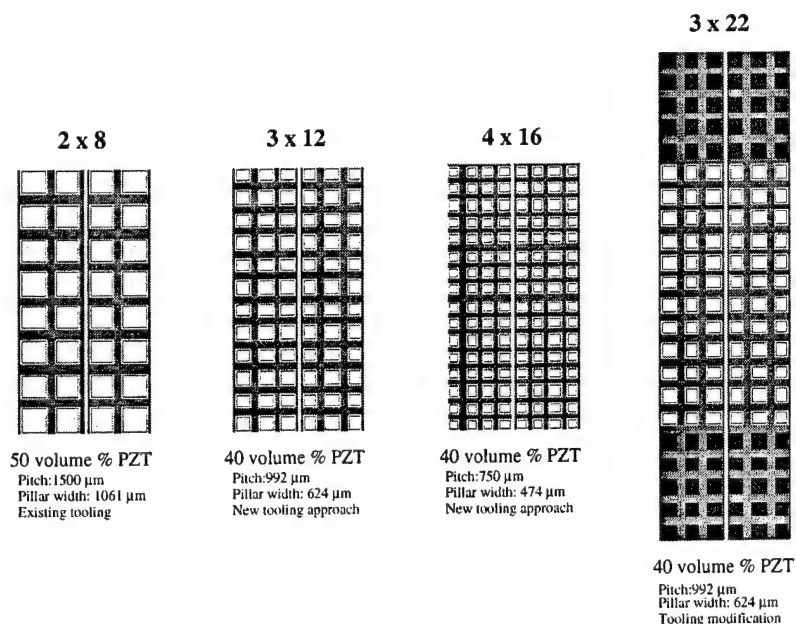 2 x 8
50 volume % PZT
Pitch:1500 µm
Pillar width: 1061 µm
Existing tooling
3 x 12
40 volume % PZT
Pitch:992 µm
Pillar width: 624 µm
New tooling approach
4 x 16
40 volume % PZT
Pitch:750 µm
Pillar width: 474 µm
New tooling approach
3 x 22
40 volume % PZT
Pitch:992 µm
Pillar width: 624 µm
Tooling modification